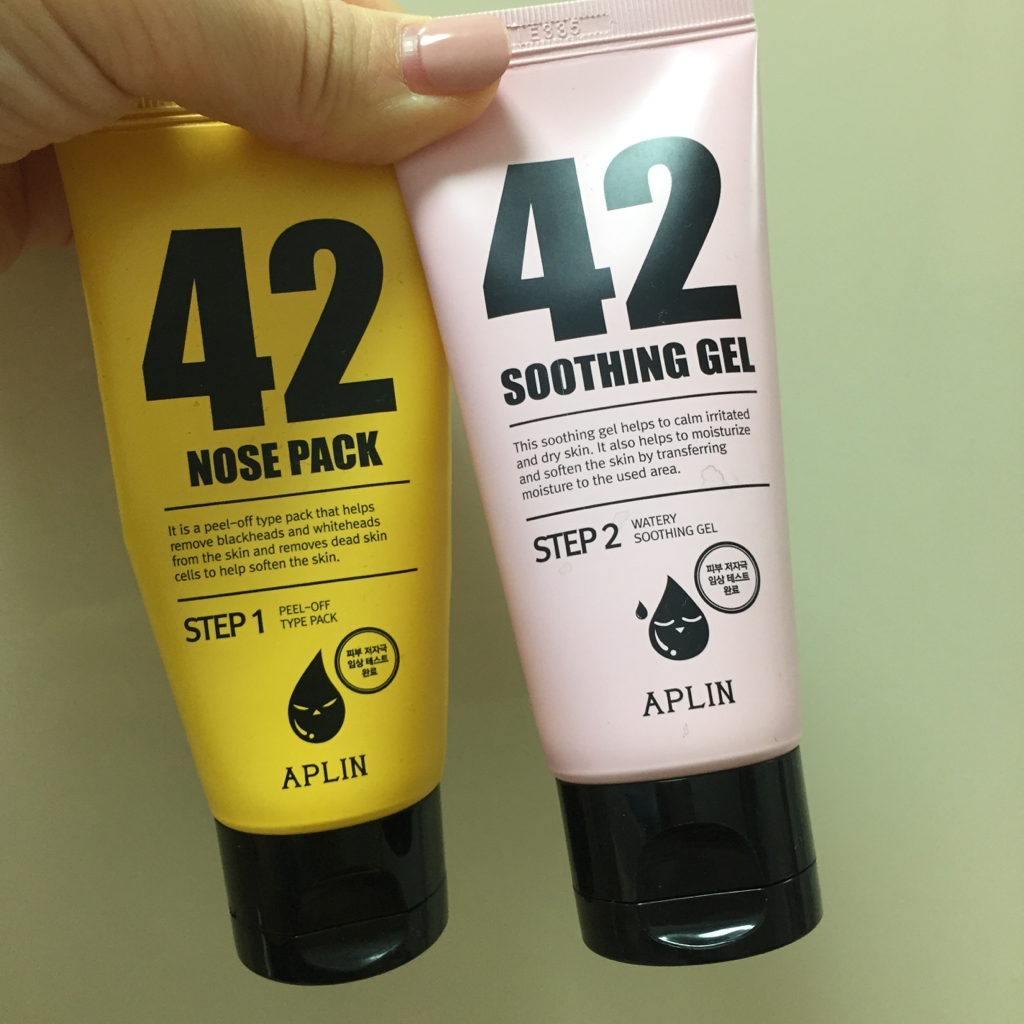 42
NOSE PACK
It is a peel-off type pack that helps
remove blackheads and whiteheads
from the skin and removes dead skin
cells to help soften the skin.
STEP 1
PEEL-OFF
TYPE PACK
피부 저자극
임상 테스트
완료
APLIN
E335
42
SOOTHING GEL
This soothing gel helps to calm irritated
and dry skin. It also helps to moisturize
and soften the skin by transferring
moisture to the used area.
STEP 2
WATERY
SOOTHING GEL
피부 저자극
임상 테스트
완료
APLIN